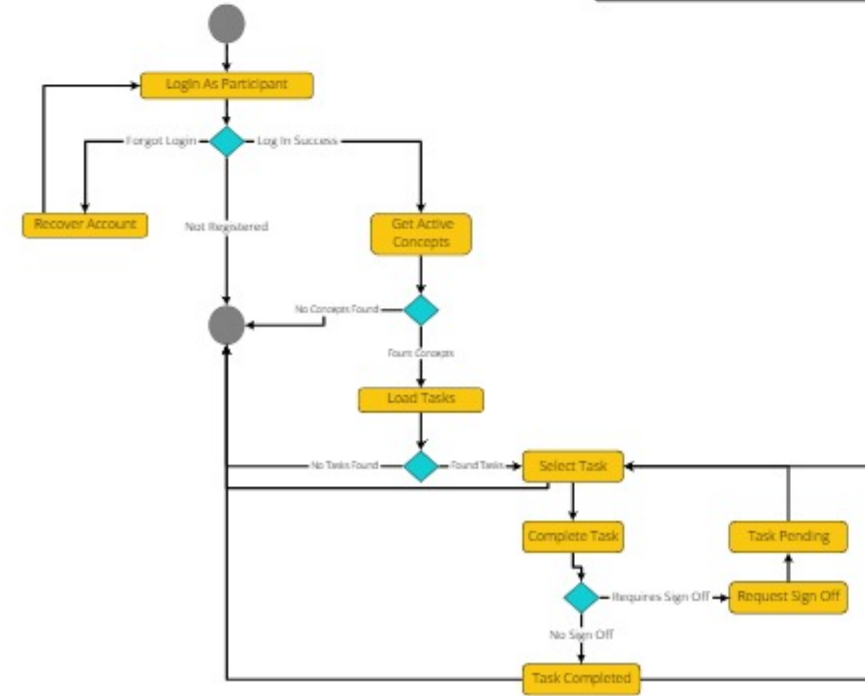 Login As Participant
Forgot Login
Log In Success
Recover Account
Not Registered
Get Active
Concepts
No Concepts Found
Fount Concepts
Load Tasks
No Tasks Found
Found Tasks
Select Task
Complete Task
Task Pending
Requires Sign Off
Request Sign Off
No Sign Off
Task Completed